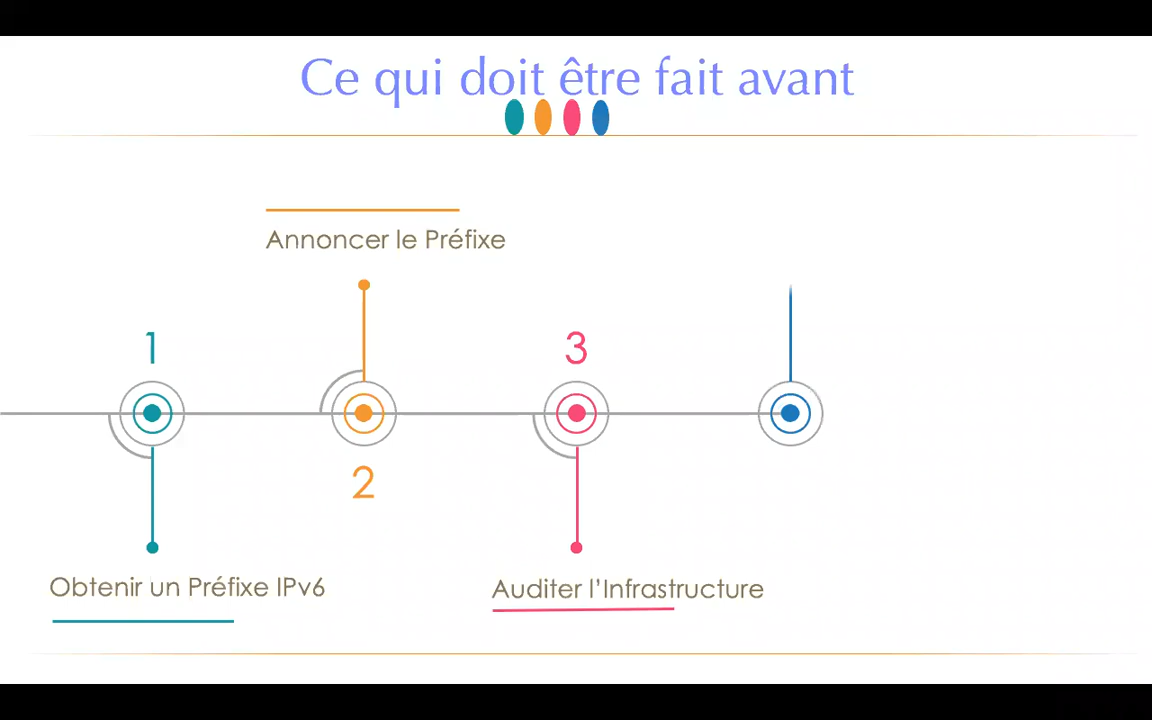 Ce qui doit être fait avant
Annoncer le Préfixe
1
3
2
Obtenir un Préfixe IPv6
Auditer l’Infrastructure